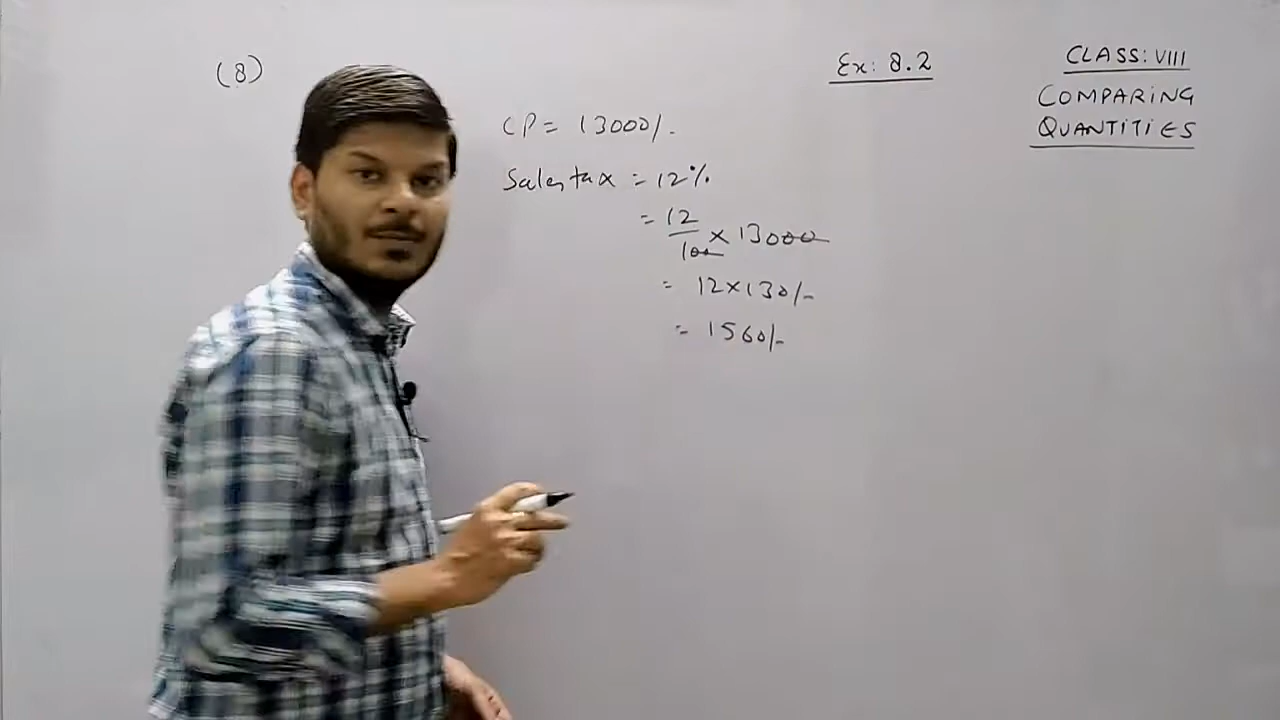 (8)
Ex: 8.2
CLASS: VIII
COMPARING
QUANTITIES
CP = 13000/-
Sales tax = 12%
= 12/100 × 13000
= 12×130/-
= 1560/-